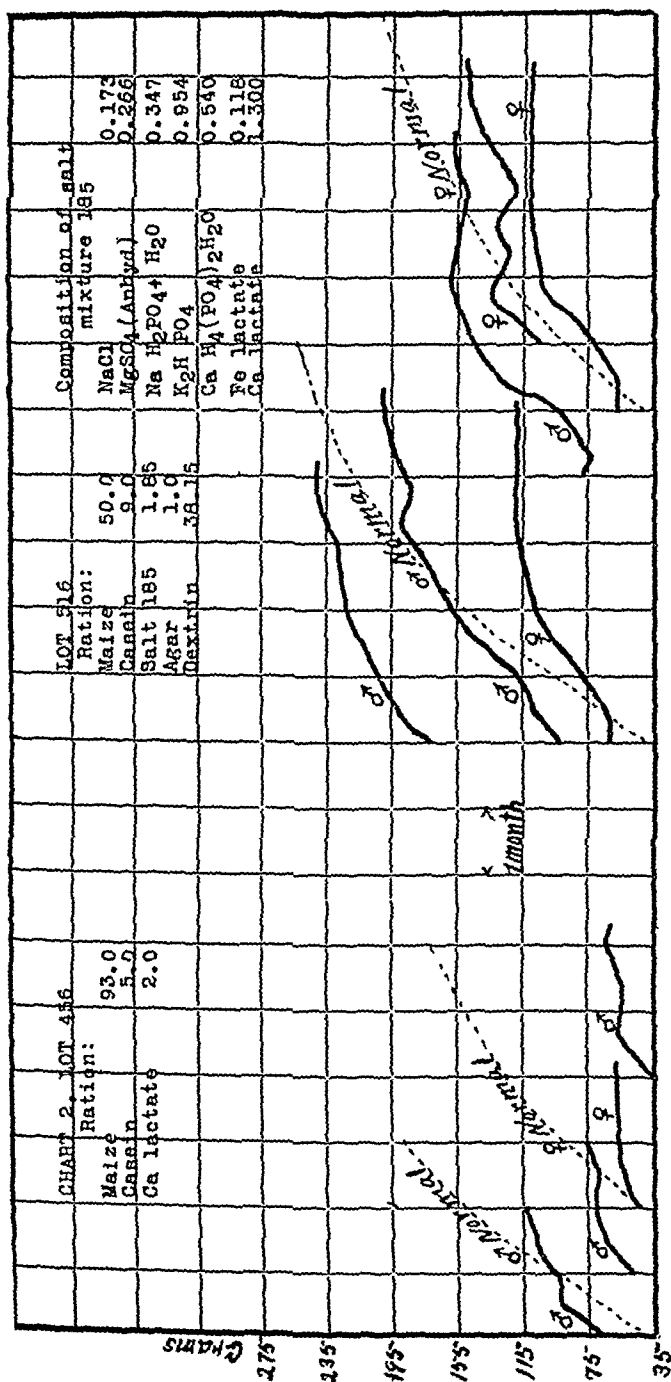 CHART 2. LOT 456
Ration:
Maize 93.0
Casein 5.0
Ca lactate 2.0
LOT 516
Ration:
Maize 50.0
Casein 9.0
Salt 185 1.85
Agar 1.0
Dextrin 38.15
Composition of salt
mixture 185
NaCl 0.173
MgSO4(Anhyd) 0.266
Na H2PO4+ H2O 0.347
K2H PO4 0.954
Ca H4(PO4)2H2O 0.540
Fe lactate 0.118
Ca lactate 1.300
Grams
275
235
195
155
115
75
35
♂
♂ Normal
♂
♀ Normal
♀
♂
1 month
♂
♂
♂ Normal
♀
♂
♀
♀ Normal
♀